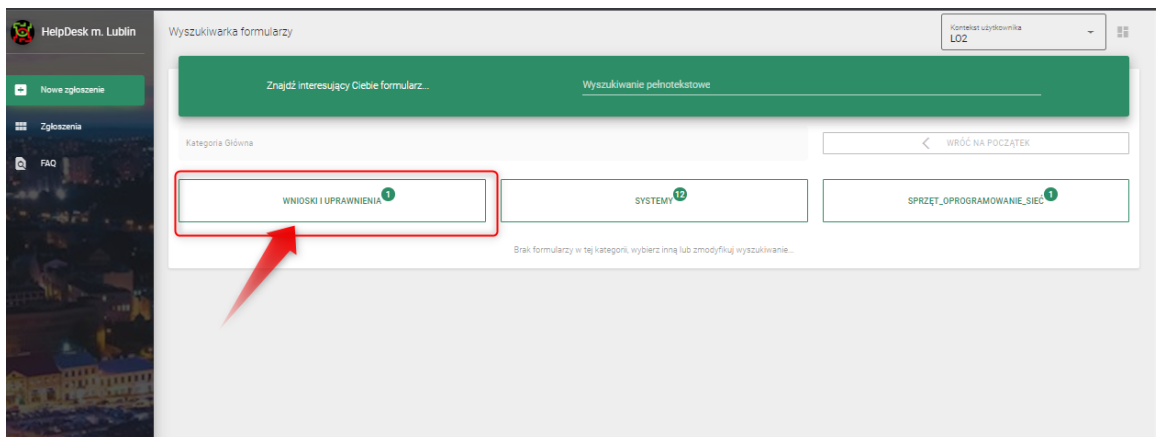 HelpDesk m. Lublin
Wyszukiwarka formularzy
Kontekst użytkownika
LO2
Nowe zgłoszenie
Zgłoszenia
FAQ
Znajdź interesujący Ciebie formularz...
Wyszukiwanie pełnotekstowe
Kategoria Główna
WRÓĆ NA POCZĄTEK
WNIOSKI I UPRAWNIENIA 1
SYSTEMY 12
SPRZĘT_OPROGRAMOWANIE_SIEĆ 1
Brak formularzy w tej kategorii, wybierz inną lub zmodyfikuj wyszukiwanie...